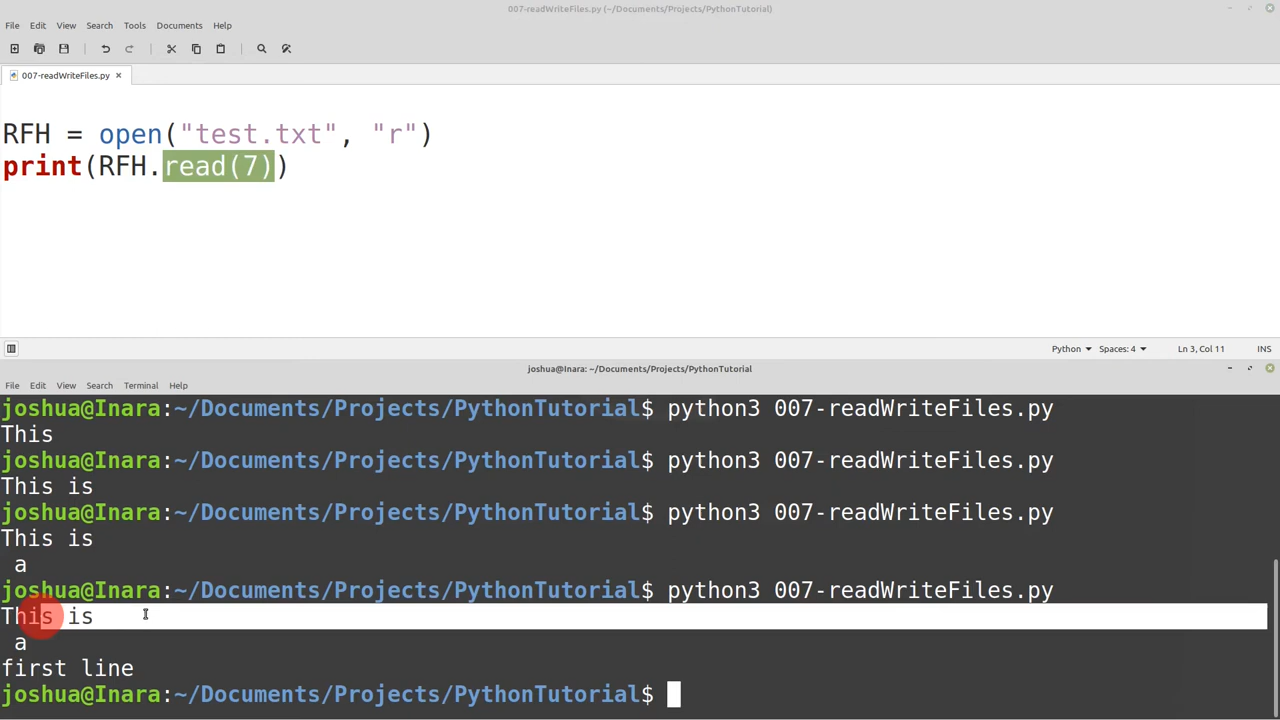 007-readWriteFiles.py (~/Documents/Projects/PythonTutorial)
File Edit View Search Tools Documents Help
007-readWriteFiles.py
RFH = open("test.txt", "r")
print(RFH.read(7))
Python Spaces: 4 Ln 3, Col 11 INS
joshua@Inara: ~/Documents/Projects/PythonTutorial
File Edit View Search Terminal Help
joshua@Inara:~/Documents/Projects/PythonTutorial$ python3 007-readWriteFiles.py
This
joshua@Inara:~/Documents/Projects/PythonTutorial$ python3 007-readWriteFiles.py
This is
joshua@Inara:~/Documents/Projects/PythonTutorial$ python3 007-readWriteFiles.py
This is
a
joshua@Inara:~/Documents/Projects/PythonTutorial$ python3 007-readWriteFiles.py
This is
a
first line
joshua@Inara:~/Documents/Projects/PythonTutorial$